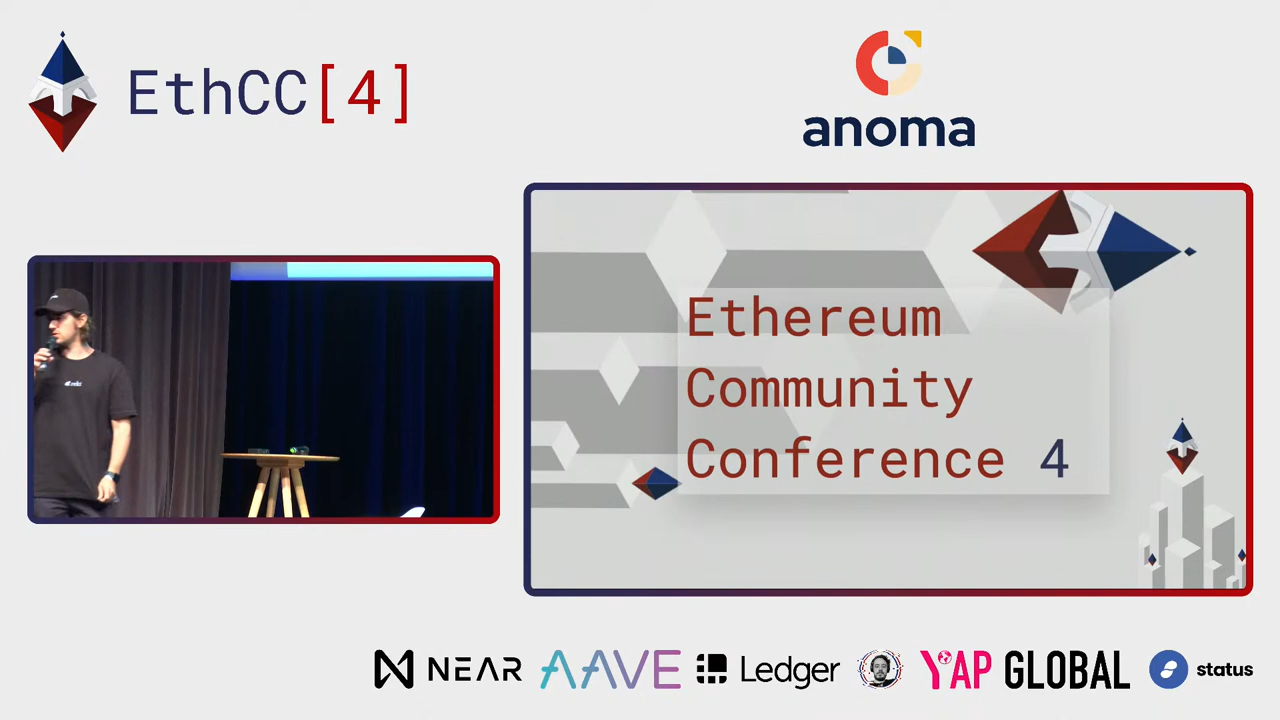 EthCC[4]
anoma
Ethereum
Community
Conference 4
NEAR
AAVE
Ledger
YAP GLOBAL
status